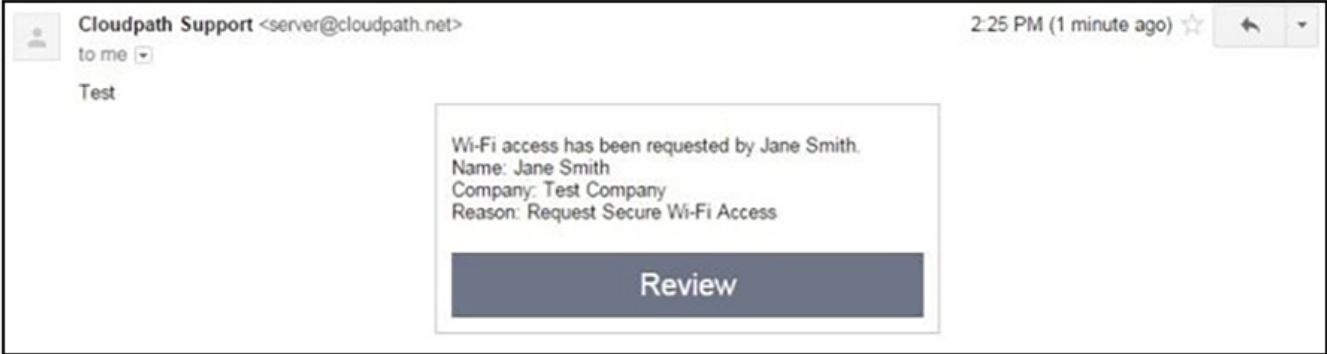 Cloudpath Support <server@cloudpath.net>
2:25 PM (1 minute ago)
to me
Test
Wi-Fi access has been requested by Jane Smith.
Name: Jane Smith
Company: Test Company
Reason: Request Secure Wi-Fi Access
Review